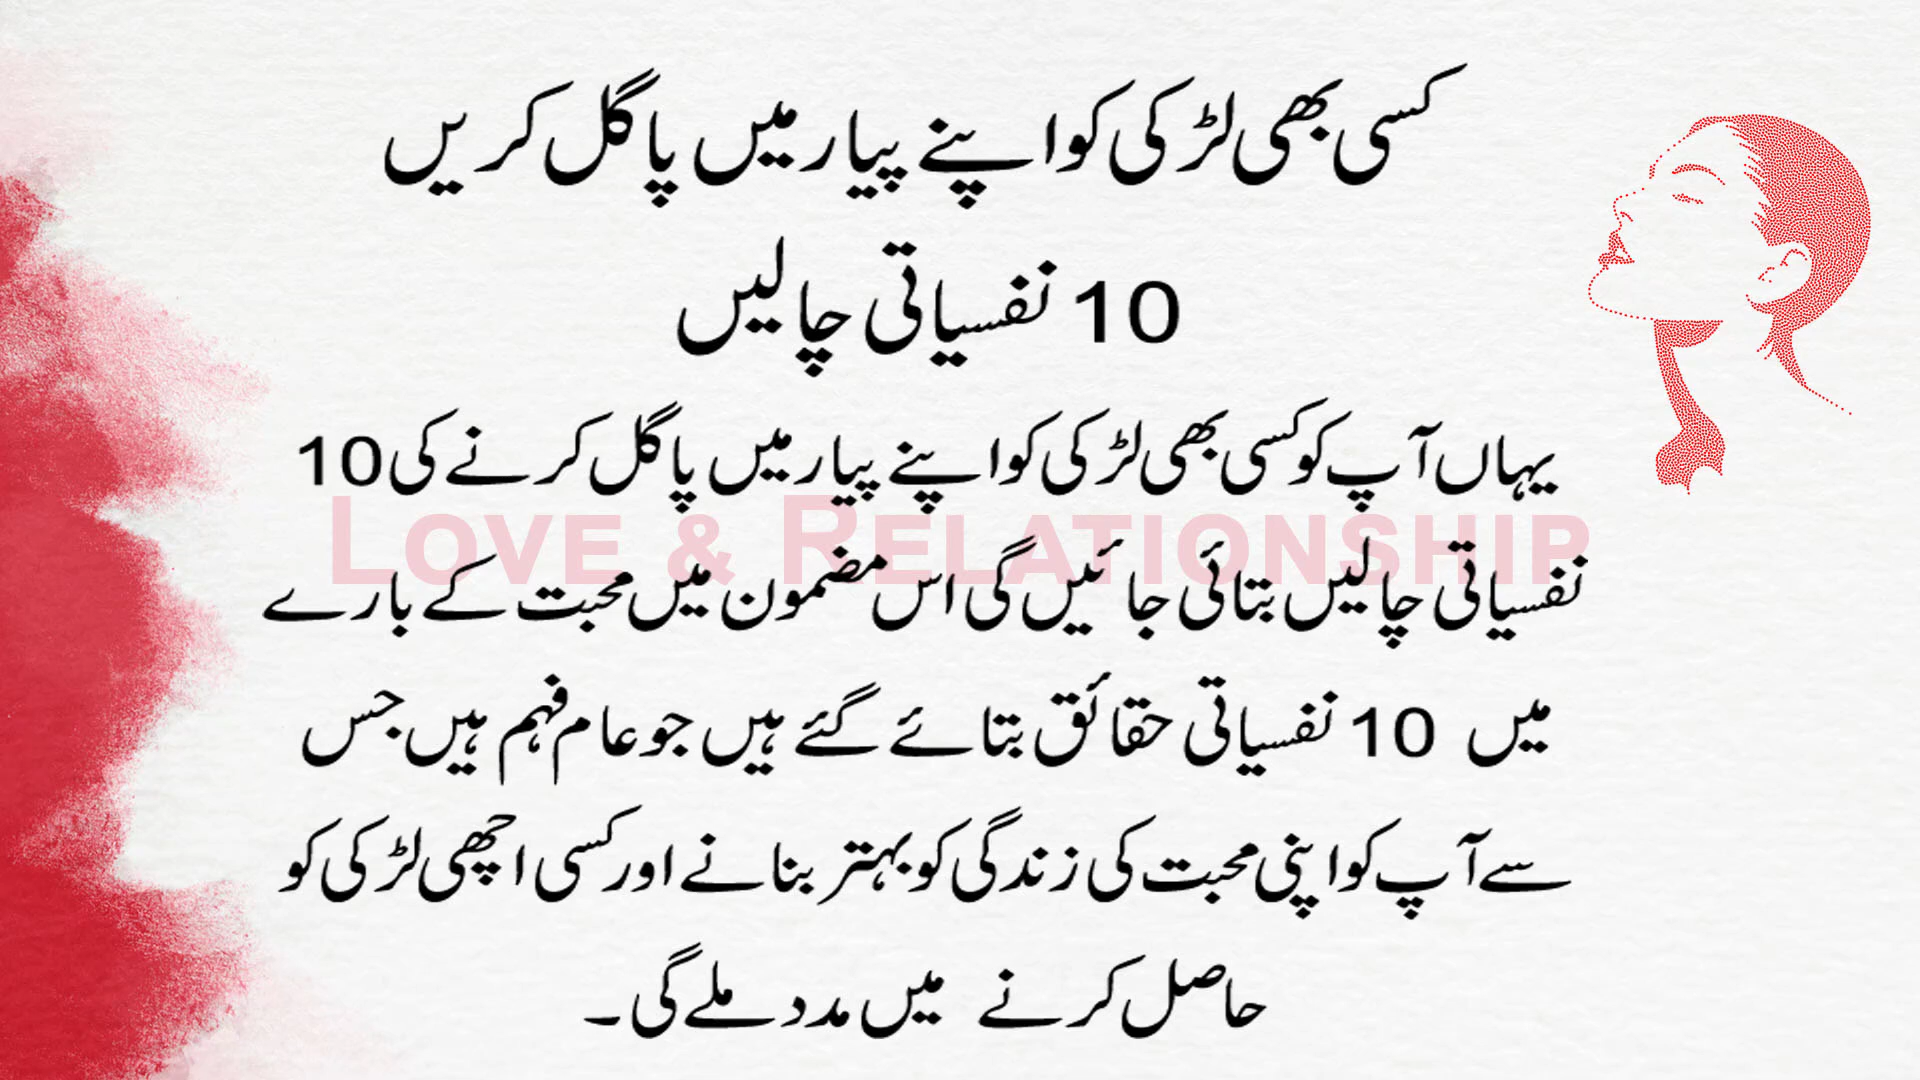 کسی بھی لڑکی کو اپنے پیار میں پاگل کریں
10 نفسیاتی چالیں
یہاں آپ کو کسی بھی لڑکی کو اپنے پیار میں پاگل کرنے کی 10
LOVE & RELATIONSHIP
نفسیاتی چالیں بتائی جائیں گی اس مضمون میں محبت کے بارے
میں 10 نفسیاتی حقائق بتائے گئے ہیں جو عام فہم ہیں جس
سے آپ کو اپنی محبت کی زندگی کو بہتر بنانے اور کسی اچھی لڑکی کو
حاصل کرنے میں مدد ملے گی۔